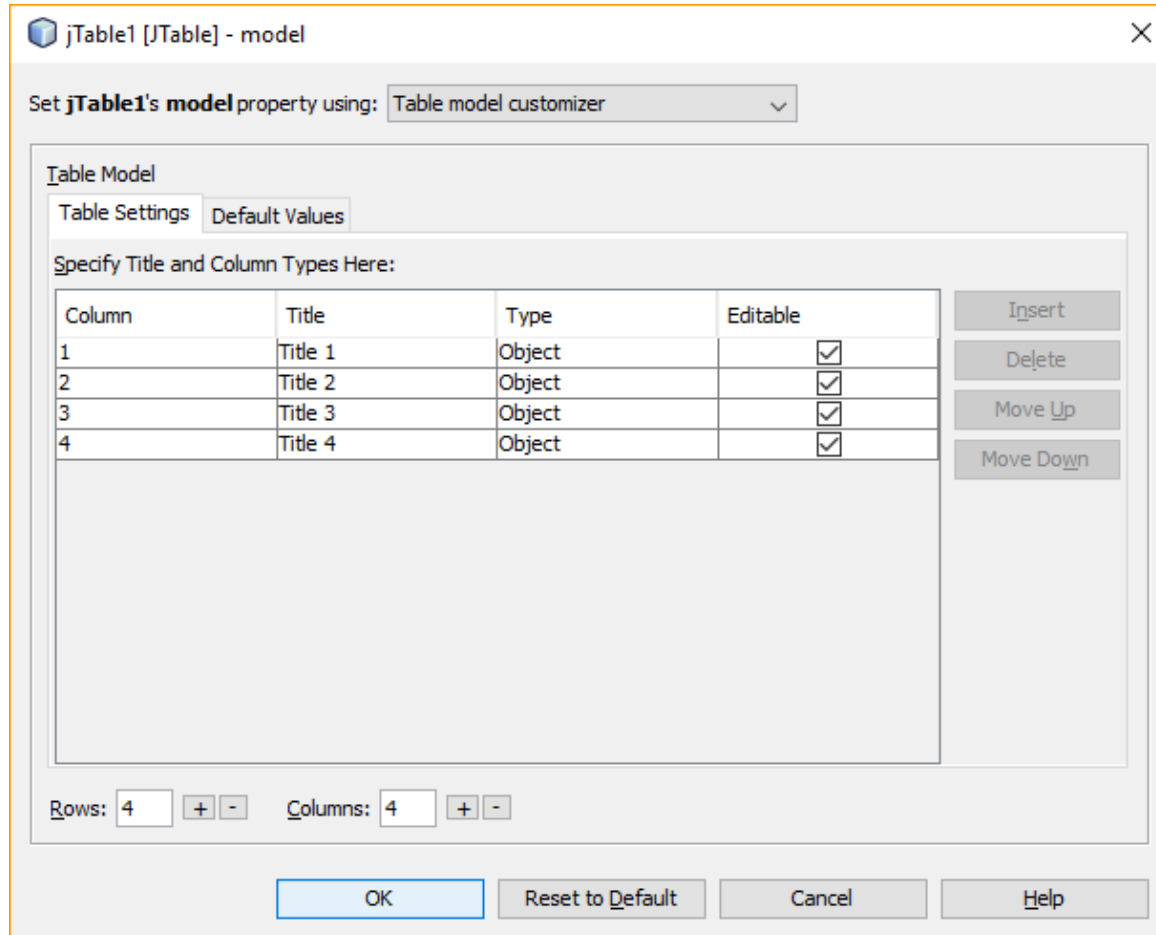 jTable1 [JTable] - model
Set jTable1's model property using: Table model customizer
Table Model
Table Settings Default Values
Specify Title and Column Types Here:
Column Title Type Editable
1 Title 1 Object
2 Title 2 Object
3 Title 3 Object
4 Title 4 Object
Insert
Delete
Move Up
Move Down
Rows: 4 + - Columns: 4 + -
OK Reset to Default Cancel Help